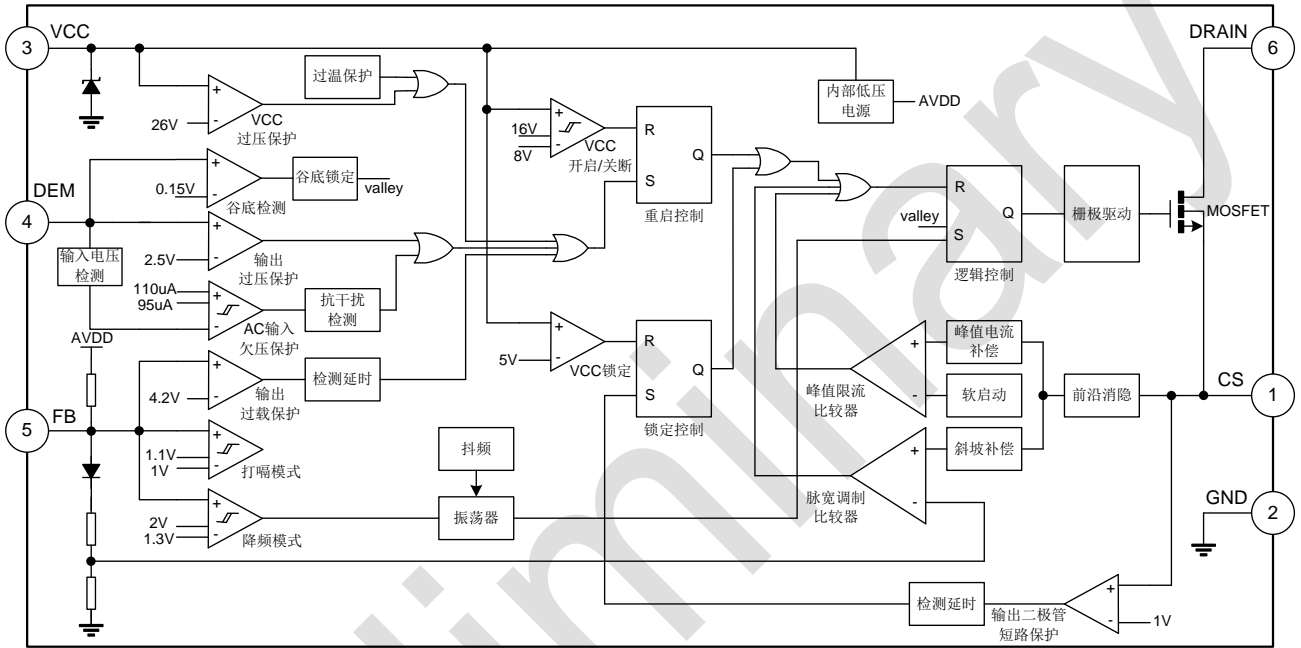 VCC
3
DRAIN
6
过温保护
内部低压
电源
AVDD
+
-
26V
VCC
过压保护
+
16V
8V
-
VCC
开启/关断
R
Q
S
重启控制
DEM
4
+
0.15V
-
谷底检测
谷底锁定
valley
R
valley
Q
S
逻辑控制
栅极驱动
MOSFET
输入电压
检测
+
2.5V
-
输出
过压保护
110uA
+
95uA
-
AC输入
欠压保护
抗干扰
检测
AVDD
+
5V
-
VCC锁定
R
Q
S
锁定控制
+
-
峰值限流
比较器
峰值电流
补偿
软启动
前沿消隐
CS
1
FB
5
+
4.2V
-
输出
过载保护
检测延时
+
1.1V
1V
-
打嗝模式
抖频
+
-
脉宽调制
比较器
斜坡补偿
+
2V
1.3V
-
降频模式
振荡器
GND
2
检测延时
+
-
1V
输出二极管
短路保护
liminary